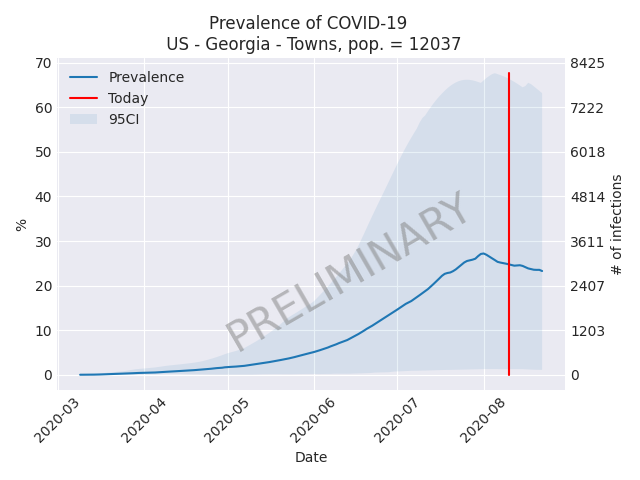 Prevalence of COVID-19
US - Georgia - Towns, pop. = 12037
70
60
50
40
30
20
10
0
%
8425
7222
6018
4814
3611
2407
1203
0
# of infections
Prevalence
Today
95CI
PRELIMINARY
2020-03
2020-04
2020-05
2020-06
2020-07
2020-08
Date